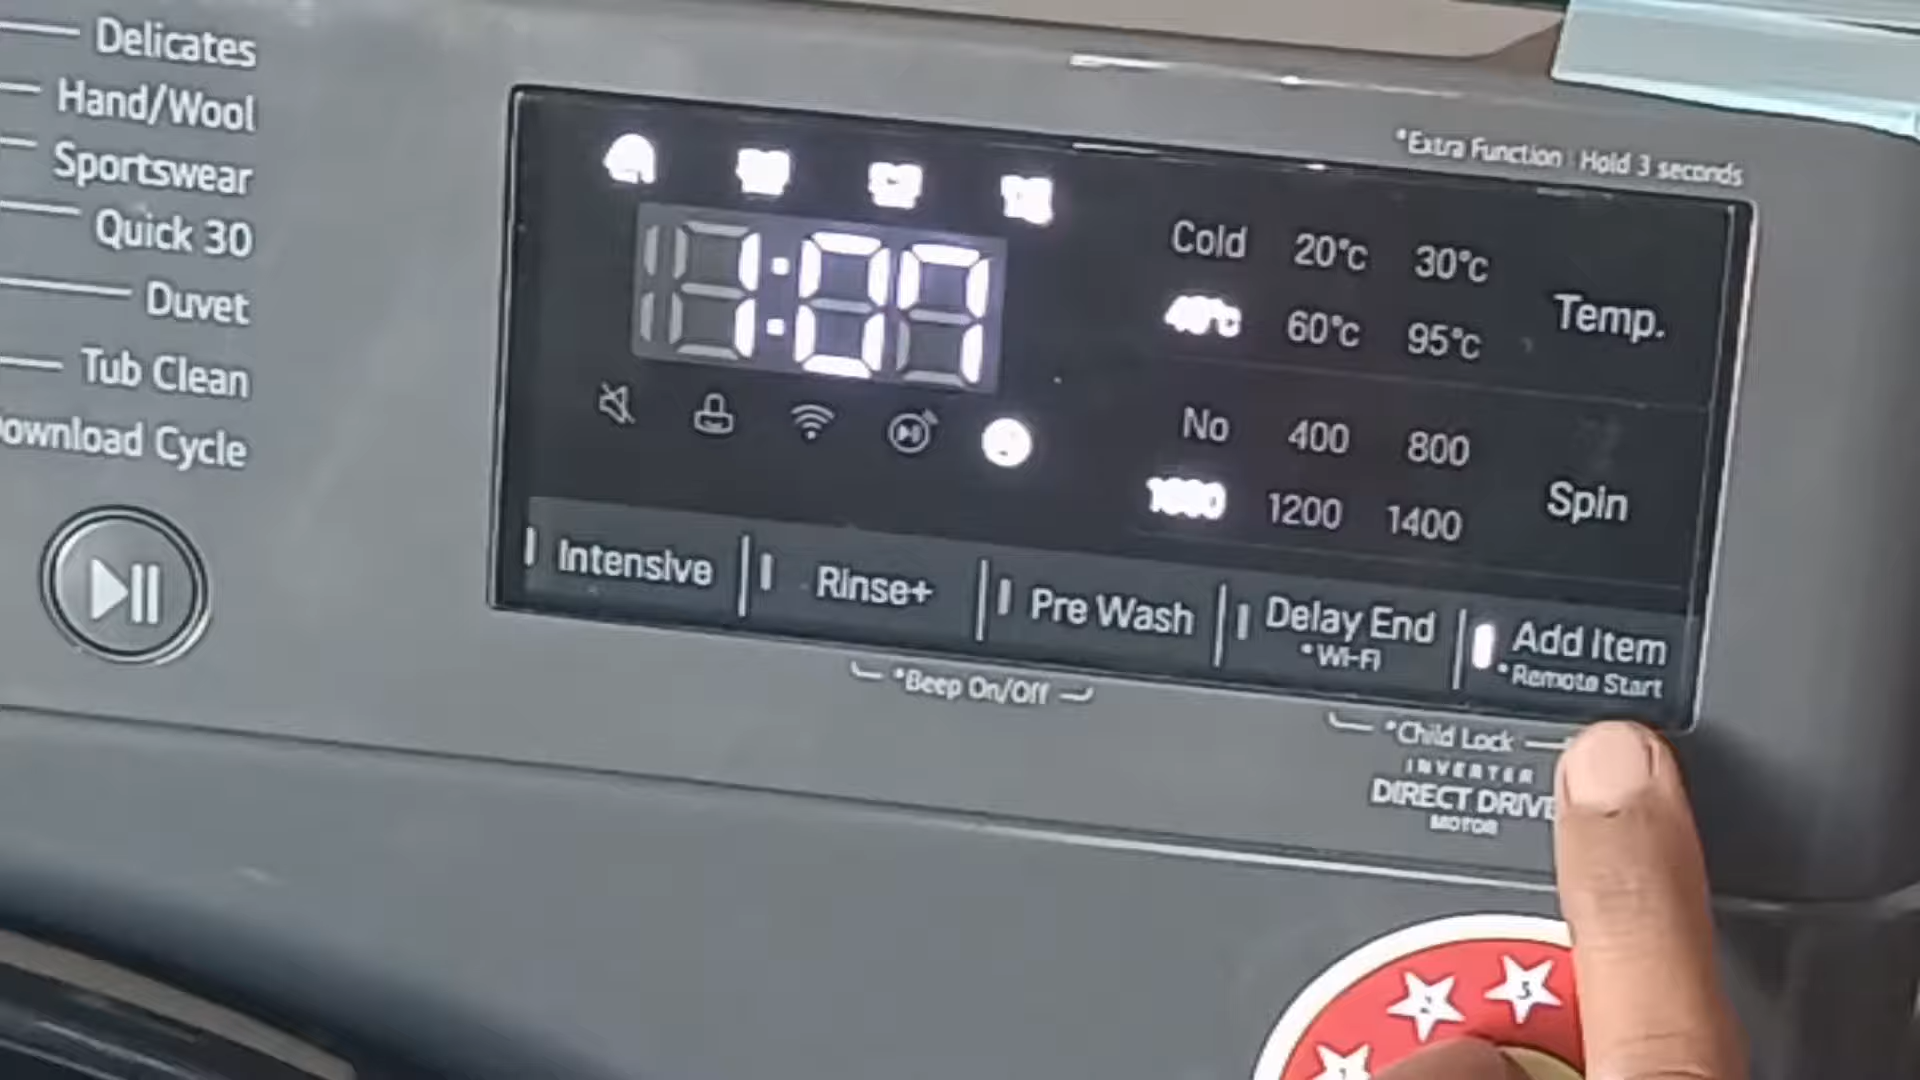 Delicates
Hand/Wool
Sportswear
Quick 30
Duvet
Tub Clean
ownload Cycle
*Extra Function : Hold 3 seconds
1:07
Cold 20°c 30°c
40°c 60°c 95°c
Temp.
No 400 800
1000 1200 1400
Spin
Intensive
Rinse+
Pre Wash
Delay End
*Wi-Fi
Add Item
*Remote Start
*Beep On/Off
*Child Lock
INVERTER
DIRECT DRIVE
MOTOR